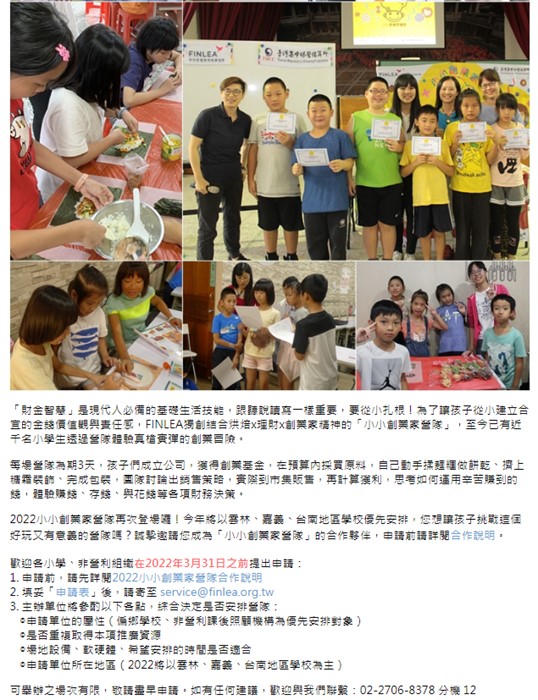 FINLEA
「財金智慧」是現代人必備的基礎生活技能，跟聽說讀寫一樣重要，要從小扎根！為了讓孩子從小建立合
宜的金錢價值觀與責任感，FINLEA獨創結合烘焙x理財x創業家精神的「小小創業家營隊」，至今已有近
千名小學生透過營隊體驗真槍實彈的創業冒險。
每場營隊為期3天，孩子們成立公司，獲得創業基金，在預算內採買原料，自己動手揉麵糰做餅乾、擠上
糖霜裝飾、完成包裝，團隊討論出銷售策略，實際到市集販售，再計算獲利，思考如何運用辛苦賺到的
錢，體驗賺錢、存錢、與花錢等各項財務決策。
2022小小創業家營隊再次登場囉！今年將以雲林、嘉義、台南地區學校優先安排，您想讓孩子挑戰這個
好玩又有意義的營隊嗎？誠摯邀請您成為「小小創業家營隊」的合作夥伴，申請前請詳閱合作說明。
歡迎各小學、非營利組織在2022年3月31日之前提出申請：
1. 申請前，請先詳閱2022小小創業家營隊合作說明
2. 填妥「申請表」後，請寄至 service@finlea.org.tw
3. 主辦單位將參酌以下各點，綜合決定是否安排營隊：
申請單位的屬性（偏鄉學校、非營利課後照顧機構為優先安排對象）
是否重複取得本項推廣資源
場地設備、軟硬體、希望安排的時間是否適合
申請單位所在地區（2022將以雲林、嘉義、台南地區學校為主）
可舉辦之場次有限，敬請盡早申請，如有任何建議，歡迎與我們聯繫：02-2706-8378 分機 12